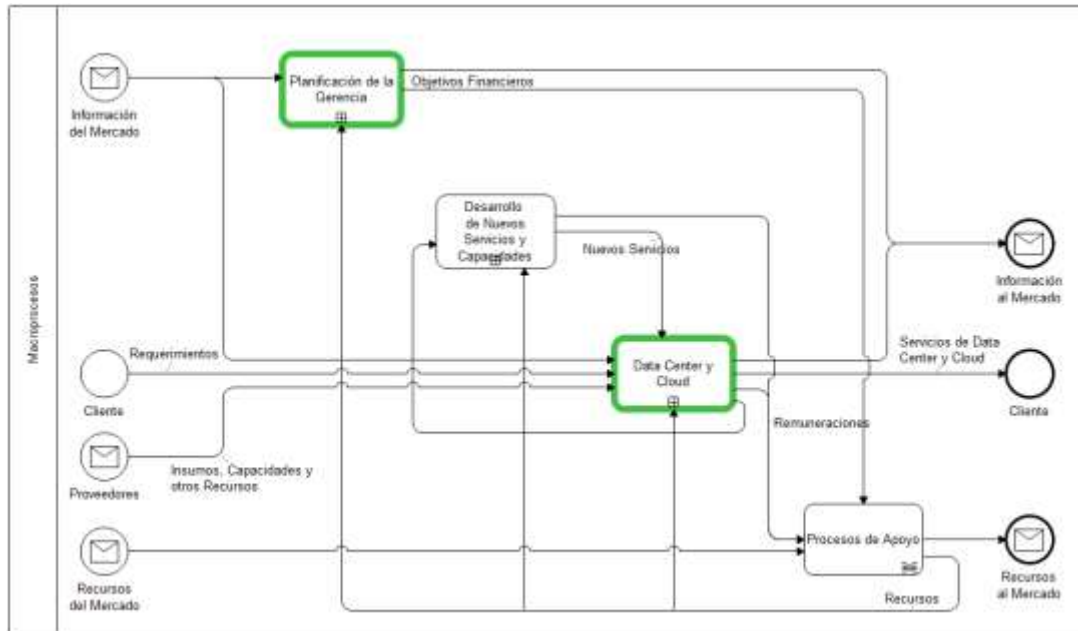 Macroprocesos
Información
del Mercado
Planificación de la
Gerencia
Objetivos Financieros
Desarrollo
de Nuevos
Servicios y
Capacidades
Nuevos Servicios
Información
al Mercado
Requerimientos
Cliente
Data Center y
Cloud
Servicios de Data
Center y Cloud
Cliente
Remuneraciones
Insumos, Capacidades y
otros Recursos
Proveedores
Procesos de Apoyo
Recursos
del Mercado
Recursos
Recursos
al Mercado